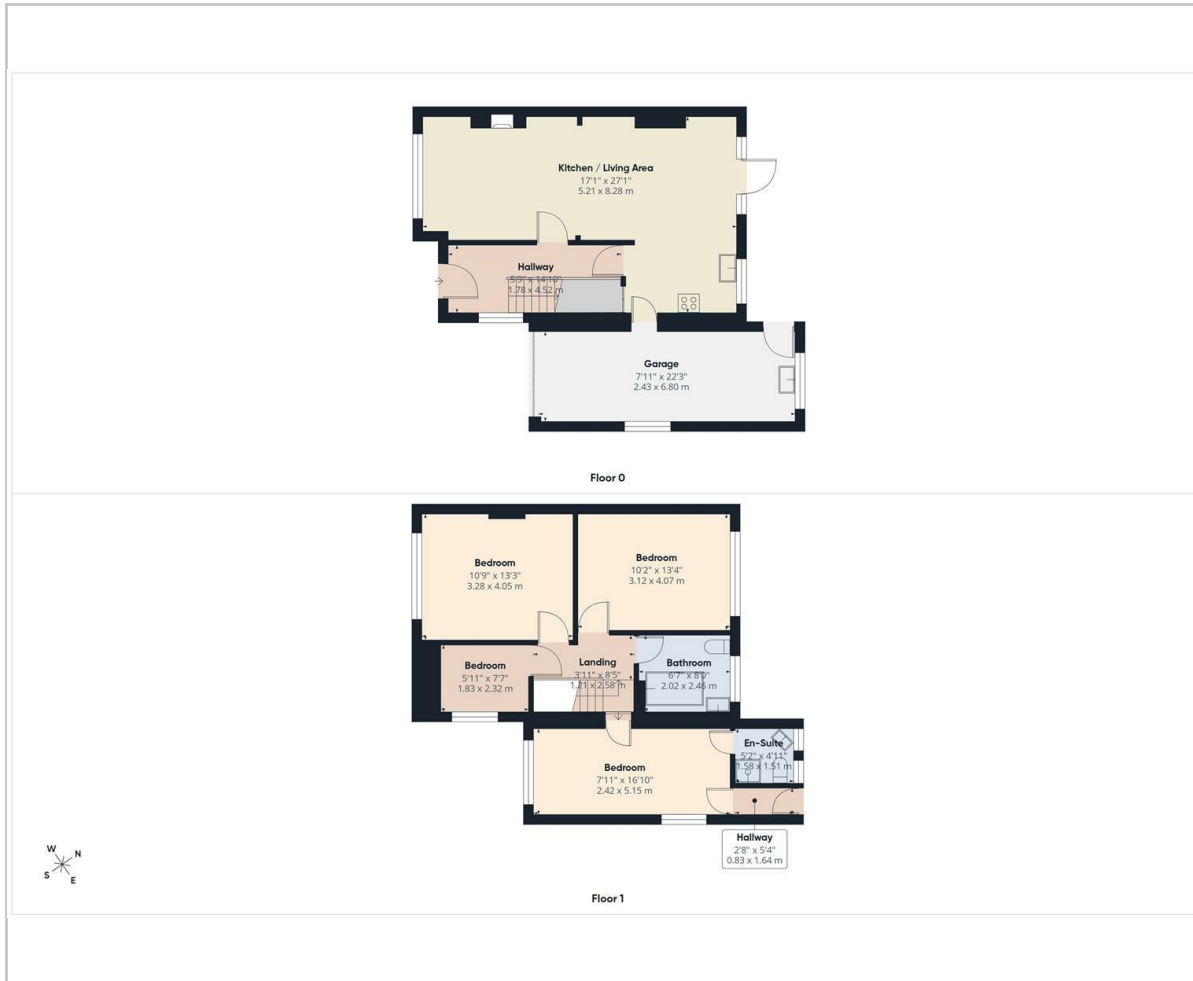 Kitchen / Living Area
17'1" x 27'1"
5.21 x 8.28 m
Hallway
5'9" x 14'10"
1.78 x 4.52 m
Garage
7'11" x 22'3"
2.43 x 6.80 m
Floor 0
Bedroom
10'9" x 13'3"
3.28 x 4.05 m
Bedroom
10'2" x 13'4"
3.12 x 4.07 m
Bedroom
5'11" x 7'7"
1.83 x 2.32 m
Landing
3'11" x 8'5"
1.21 x 2.58 m
Bathroom
6'7" x 8'0"
2.02 x 2.46 m
En-Suite
5'2" x 4'11"
1.58 x 1.51 m
Bedroom
7'11" x 16'10"
2.42 x 5.15 m
Hallway
2'8" x 5'4"
0.83 x 1.64 m
W
N
S
E
Floor 1